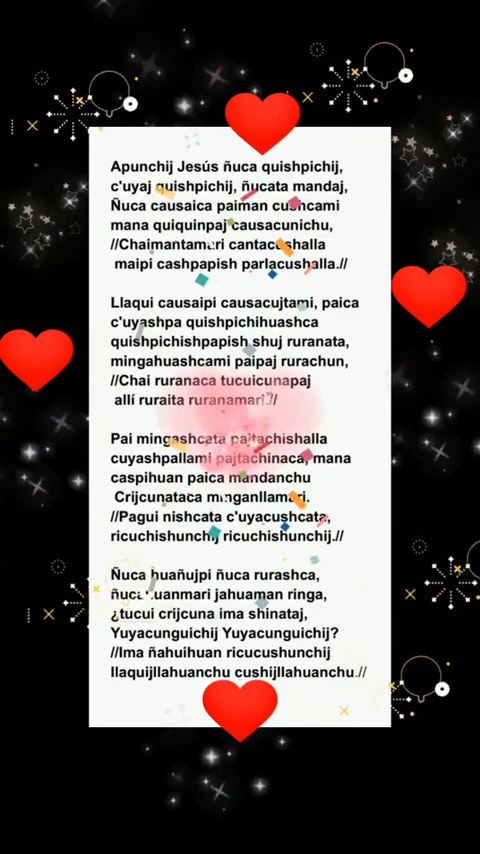 Apunchij Jesús ñuca quishpichij,
c'uyaj quishpichij, ñucata mandaj,
Ñuca causaica paiman cushcami
mana quiquinpaj causacunichu,
//Chaimantamari cantacushalla
maipi cashpapish parlacushalla.//
Llaqui causaipi causacujtami, paica
c'uyashpa quishpichihuashca
quishpichishpapish shuj ruranata,
mingahuashcami paipaj rurachun,
//Chai ruranaca tucuicunapaj
allí ruraita ruranamari.//
Pai mingashcata pajtachishalla
cuyashpallami pajtachinaca, mana
caspihuan paica mandanchu
Crijcunataca minganllamari.
//Pagui nishcata c'uyacushcata,
ricuchishunchij ricuchishunchij.//
Ñuca huañujpi ñuca rurashca,
ñuca huanmari jahuaman ringa,
¿tucui crijcuna ima shinataj,
Yuyacunguichij Yuyacunguichij?
//Ima ñahuihuan ricucushunchij
llaquijllahuanchu cushijllahuanchu.//